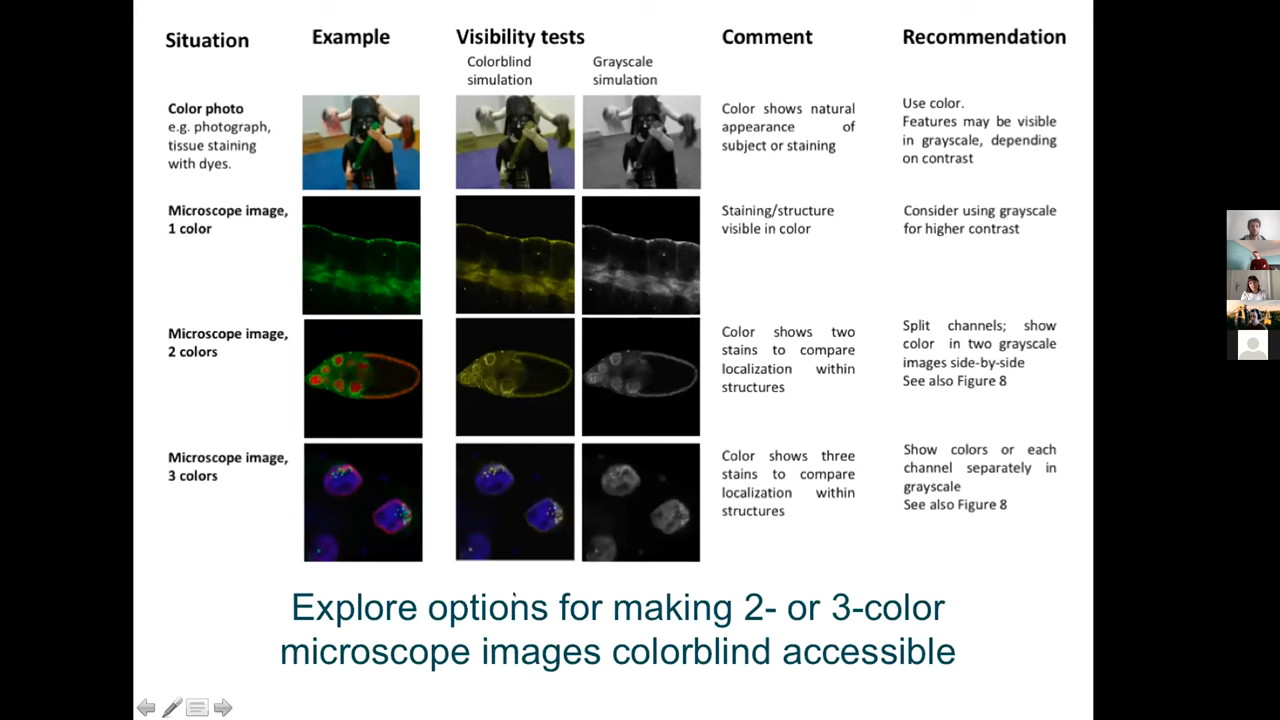 Situation
Example
Visibility tests
Comment
Recommendation
Colorblind
simulation
Grayscale
simulation
Color photo
e.g. photograph,
tissue staining
with dyes.
Color shows natural
appearance of
subject or staining
Use color.
Features may be visible
in grayscale, depending
on contrast
Microscope image,
1 color
Staining/structure
visible in color
Consider using grayscale
for higher contrast
Microscope image,
2 colors
Color shows two
stains to compare
localization within
structures
Split channels; show
color in two grayscale
images side-by-side
See also Figure 8
Microscope image,
3 colors
Color shows three
stains to compare
localization within
structures
Show colors or each
channel separately in
grayscale
See also Figure 8
Explore options for making 2- or 3-color
microscope images colorblind accessible